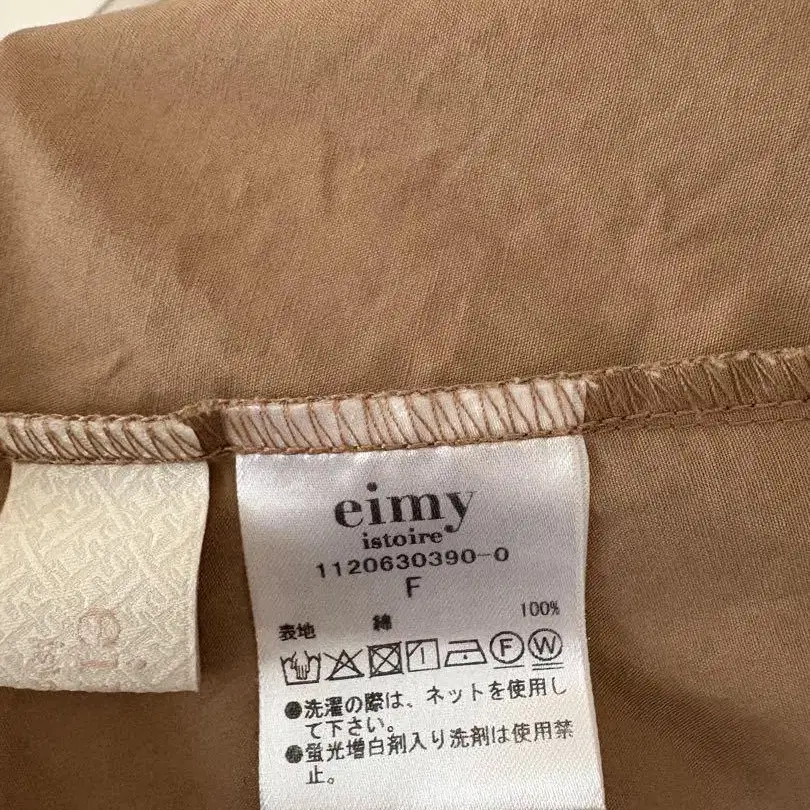 eimy
istoire
1120630390-0
F
表地 綿 100%
F W
●洗濯の際は、ネットを使用し
て下さい。
●蛍光増白剤入り洗剤は使用禁
止。